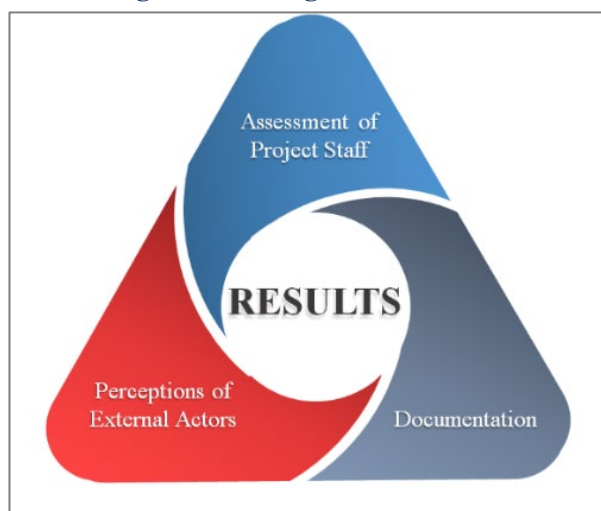 Assessment of
Project Staff
RESULTS
Perceptions of
External Actors
Documentation